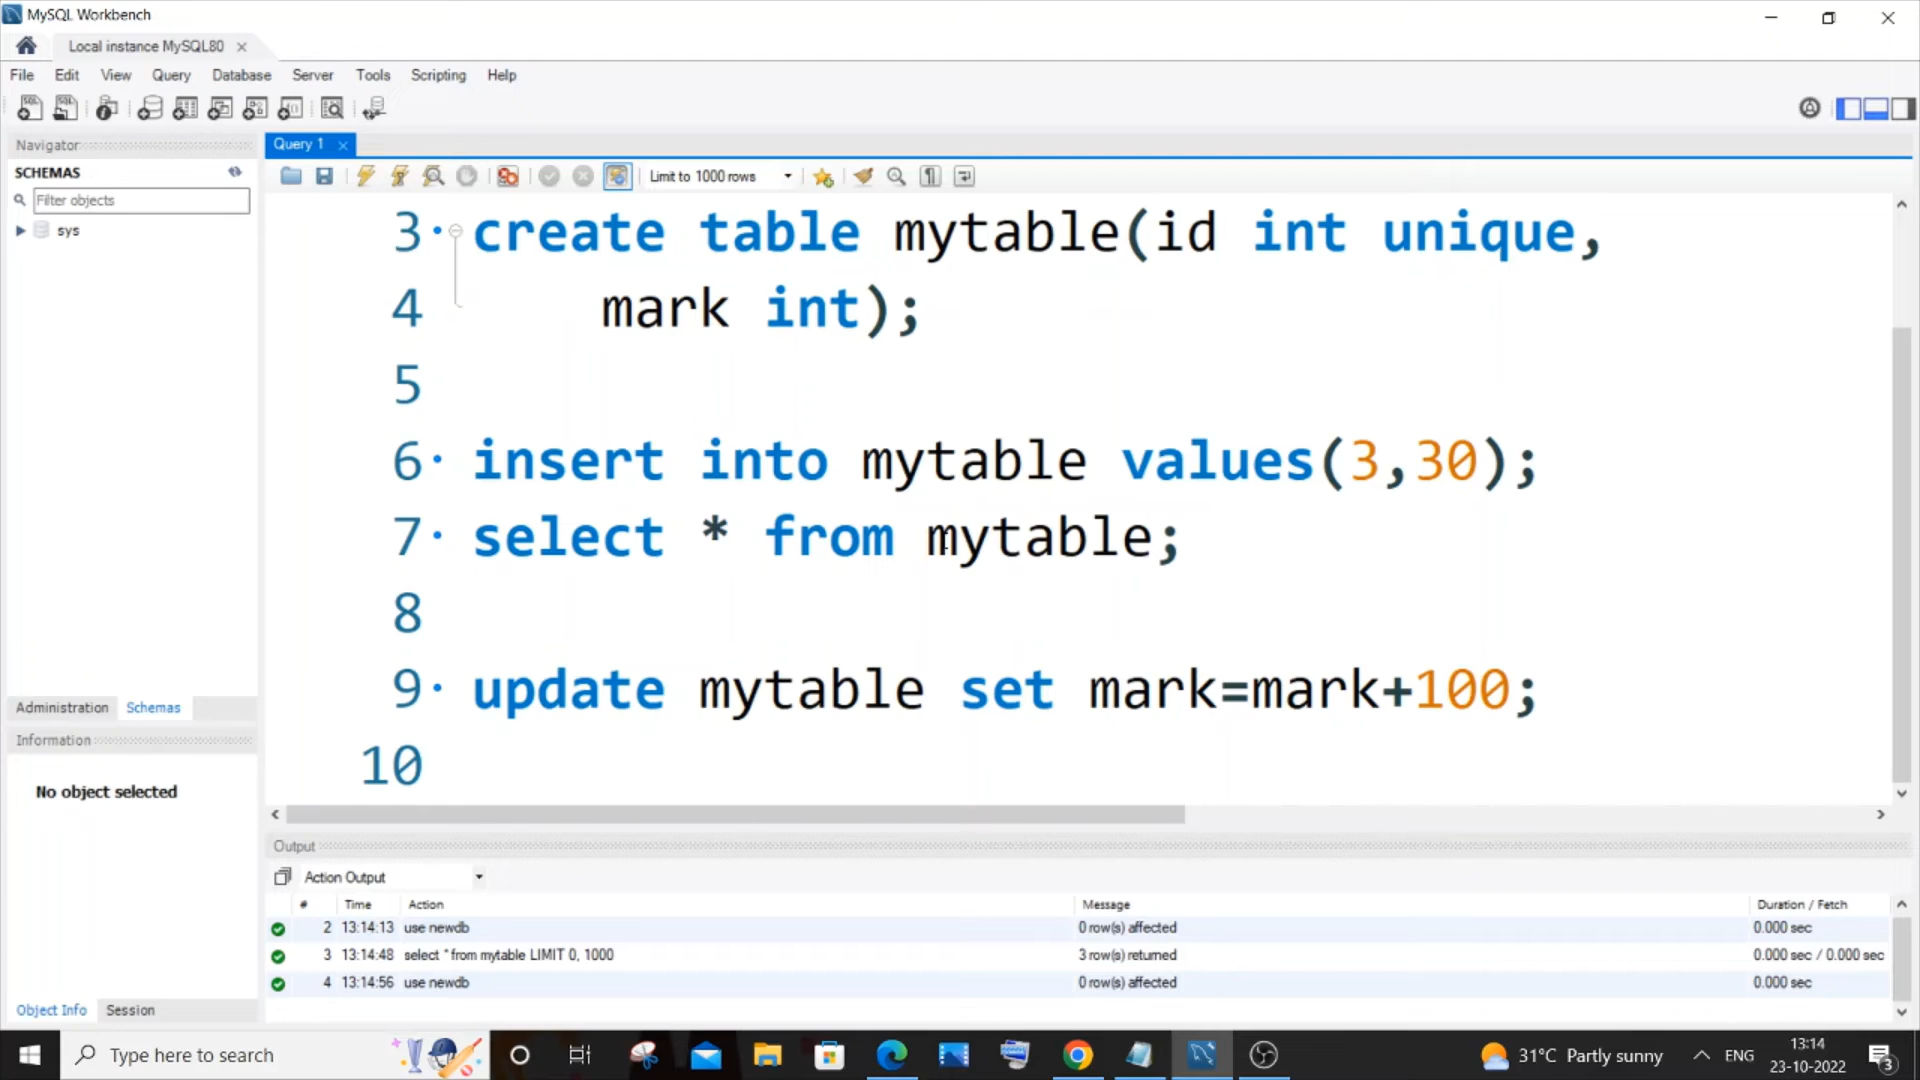 MySQL Workbench
Local instance MySQL80
File Edit View Query Database Server Tools Scripting Help
Navigator
SCHEMAS
Filter objects
sys
Administration Schemas
Information
No object selected
Object Info Session
Query 1
Limit to 1000 rows
3 create table mytable(id int unique,
4 mark int);
5
6 insert into mytable values(3,30);
7 select * from mytable;
8
9 update mytable set mark=mark+100;
10
Output
Action Output
# Time Action Message Duration / Fetch
2 13:14:13 use newdb 0 row(s) affected 0.000 sec
3 13:14:48 select * from mytable LIMIT 0, 1000 3 row(s) returned 0.000 sec / 0.000 sec
4 13:14:56 use newdb 0 row(s) affected 0.000 sec
Type here to search
31°C Partly sunny
ENG
13:14
23-10-2022
3